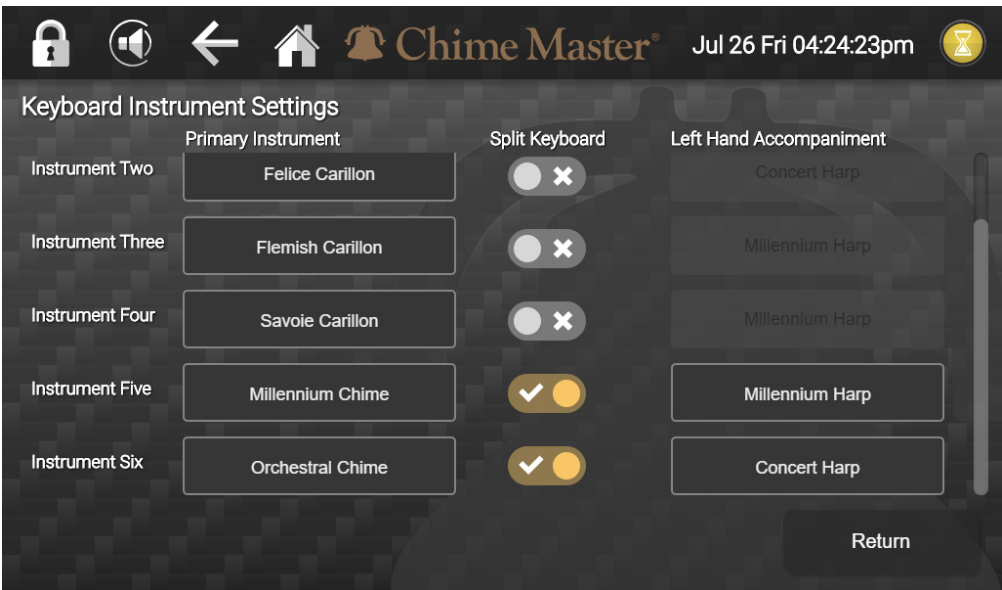 Chime Master® Jul 26 Fri 04:24:23pm
Keyboard Instrument Settings
Primary Instrument Split Keyboard Left Hand Accompaniment
Instrument Two Felice Carillon Concert Harp
Instrument Three Flemish Carillon Millennium Harp
Instrument Four Savoie Carillon Millennium Harp
Instrument Five Millennium Chime Millennium Harp
Instrument Six Orchestral Chime Concert Harp
Return